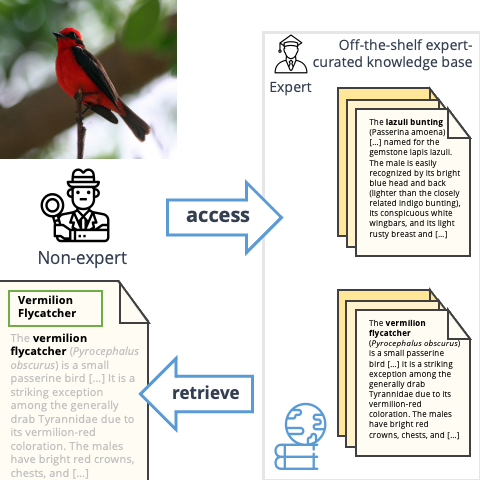 Off-the-shelf expert-
curated knowledge base
Expert
The lazuli bunting
(Passerina amoena)
[...] named for the
gemstone lapis lazuli.
The male is easily
recognized by its bright
blue head and back
(lighter than the closely
related indigo bunting),
its conspicuous white
wingbars, and its light
rusty breast and [...]
access
Non-expert
Vermilion
Flycatcher
The vermilion
flycatcher (Pyrocephalus
obscurus) is a small
passerine bird [...] It is a
striking exception
among the generally
drab Tyrannidae due to
its vermilion-red
coloration. The males
have bright red crowns,
chests, and [...]
retrieve
The vermilion
flycatcher
(Pyrocephalus obscurus)
is a small passerine
bird [...] it is a striking
exception among the
generally drab
Tyrannidae due to its
vermilion-red
coloration. The males
have bright red
crowns, chests, and [...]